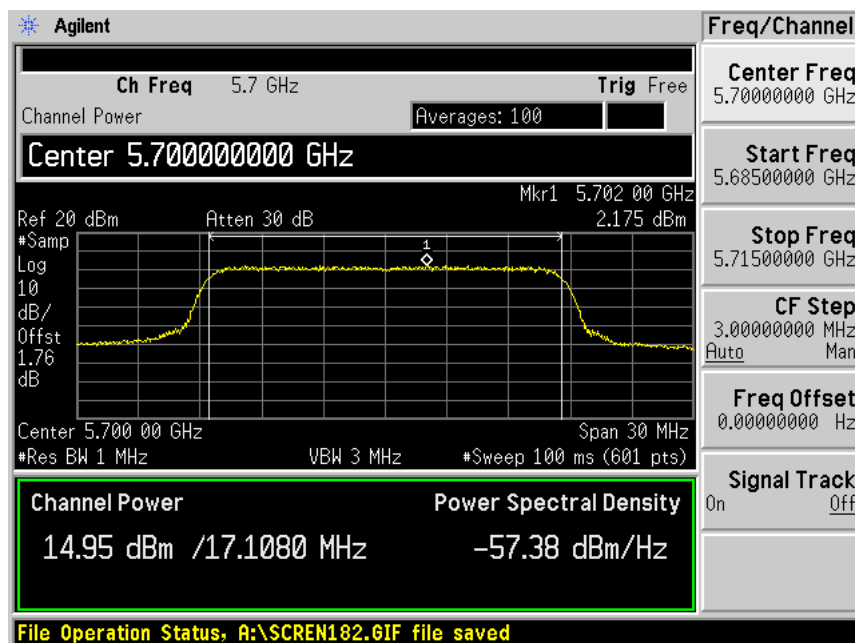 Agilent
Freq/Channel
Ch Freq 5.7 GHz Trig Free
Channel Power Averages: 100
Center 5.700000000 GHz
Mkr1 5.702 00 GHz
Ref 20 dBm Atten 30 dB 2.175 dBm
#Samp
Log
10
dB/
Offst
1.76
dB
1
Center 5.700 00 GHz Span 30 MHz
#Res BW 1 MHz VBW 3 MHz #Sweep 100 ms (601 pts)
Channel Power Power Spectral Density
14.95 dBm /17.1080 MHz -57.38 dBm/Hz
File Operation Status, A:\SCREN182.GIF file saved
Center Freq
5.70000000 GHz
Start Freq
5.68500000 GHz
Stop Freq
5.71500000 GHz
CF Step
3.00000000 MHz
Auto Man
Freq Offset
0.00000000 Hz
Signal Track
On Off